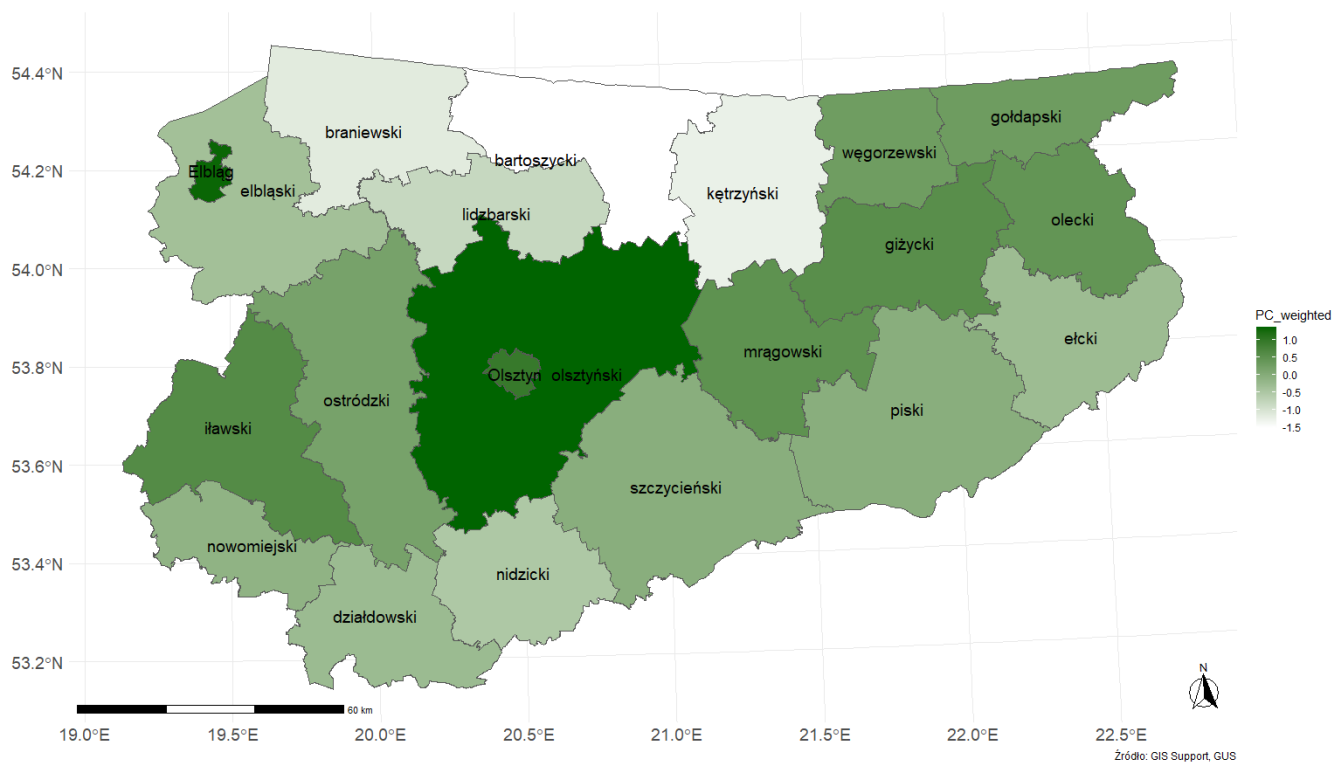 54.4°N
54.2°N
54.0°N
53.8°N
53.6°N
53.4°N
53.2°N
gołdapski
braniewski
węgorzewski
bartoszycki
Elbląg
elbląski
kętrzyński
lidzbarski
olecki
giżycki
ełcki
mrągowski
Olsztyn
olsztyński
ostródzki
piski
iławski
szczycieński
nowomiejski
nidzicki
działdowski
PC_weighted
1.0
0.5
0.0
-0.5
-1.0
-1.5
N
60 km
19.0°E
19.5°E
20.0°E
20.5°E
21.0°E
21.5°E
22.0°E
22.5°E
Źródło: GIS Support, GUS